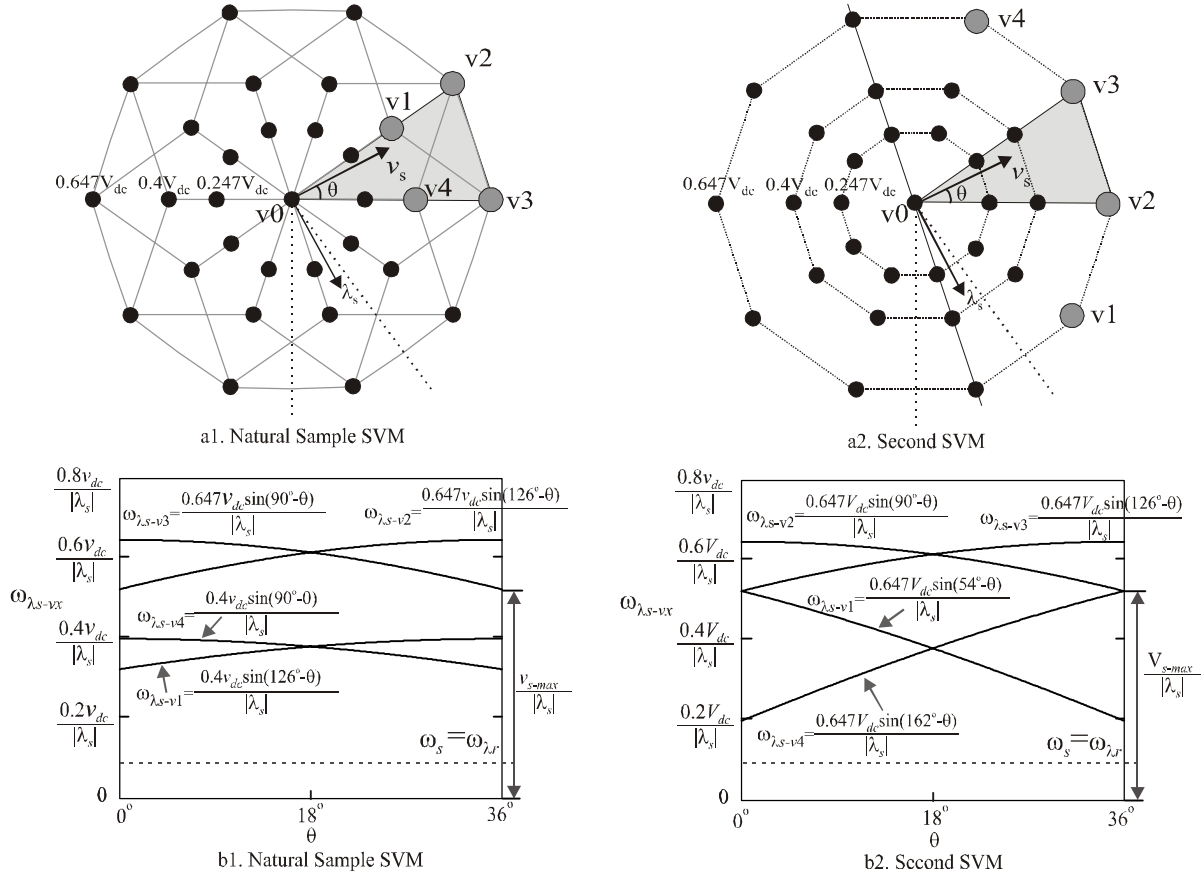 v2
v1
0.647V_dc 0.4V_dc 0.247V_dc
v_s
θ
v0
v4
v3
λ_s
a1. Natural Sample SVM
v4
v3
0.647V_dc 0.4V_dc 0.247V_dc
v_s
θ
v0
v2
λ_s
v1
a2. Second SVM
0.8v_dc/|λ_s|
ω_λs-v3=0.647v_dc sin(90°-θ)/|λ_s|
ω_λs-v2=0.647v_dc sin(126°-θ)/|λ_s|
0.6v_dc/|λ_s|
ω_λs-vx
ω_λs-v4=0.4v_dc sin(90°-θ)/|λ_s|
0.4v_dc/|λ_s|
ω_λs-v1=0.4v_dc sin(126°-θ)/|λ_s|
v_s-max/|λ_s|
0.2v_dc/|λ_s|
ω_s=ω_λr
0
0° 18° 36°
θ
b1. Natural Sample SVM
0.8v_dc/|λ_s|
ω_λs-v2=0.647V_dc sin(90°-θ)/|λ_s|
ω_λs-v3=0.647V_dc sin(126°-θ)/|λ_s|
0.6V_dc/|λ_s|
ω_λs-vx
ω_λs-v1=0.647V_dc sin(54°-θ)/|λ_s|
0.4V_dc/|λ_s|
V_s-max/|λ_s|
0.2V_dc/|λ_s|
ω_λs-v4=0.647V_dc sin(162°-θ)/|λ_s|
ω_s=ω_λr
0
0° 18° 36°
θ
b2. Second SVM